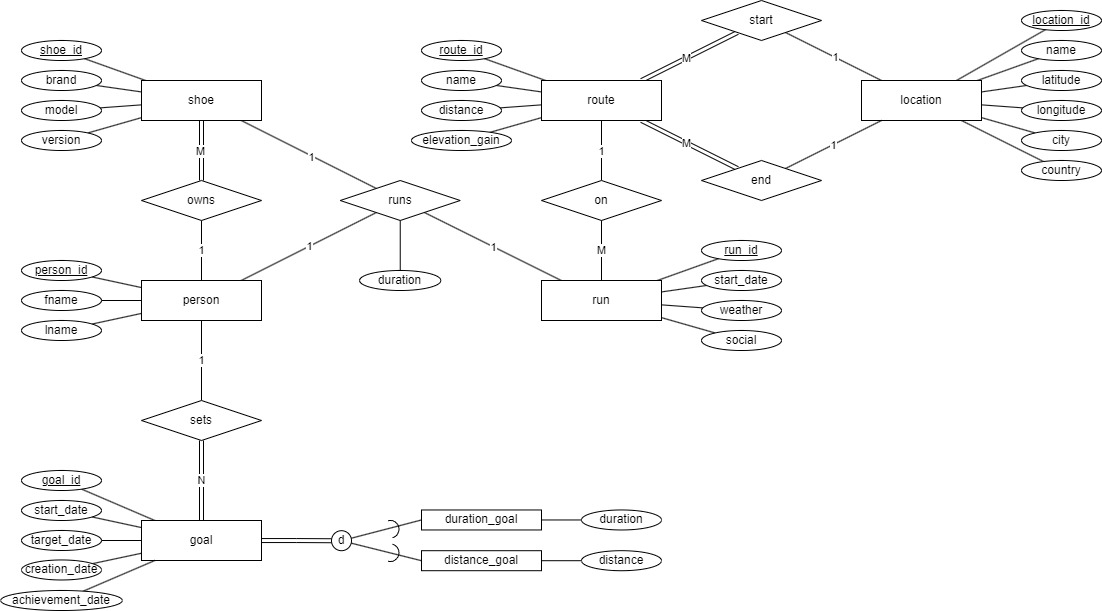 start
location_id
shoe_id
route_id
name
M
1
brand
name
latitude
shoe
route
location
model
distance
longitude
version
elevation_gain
city
M
1
1
M
1
country
owns
runs
on
end
1
1
1
M
person_id
run_id
duration
start_date
fname
person
run
weather
lname
social
1
sets
goal_id
N
start_date
duration_goal
duration
target_date
goal
d
creation_date
distance_goal
distance
achievement_date